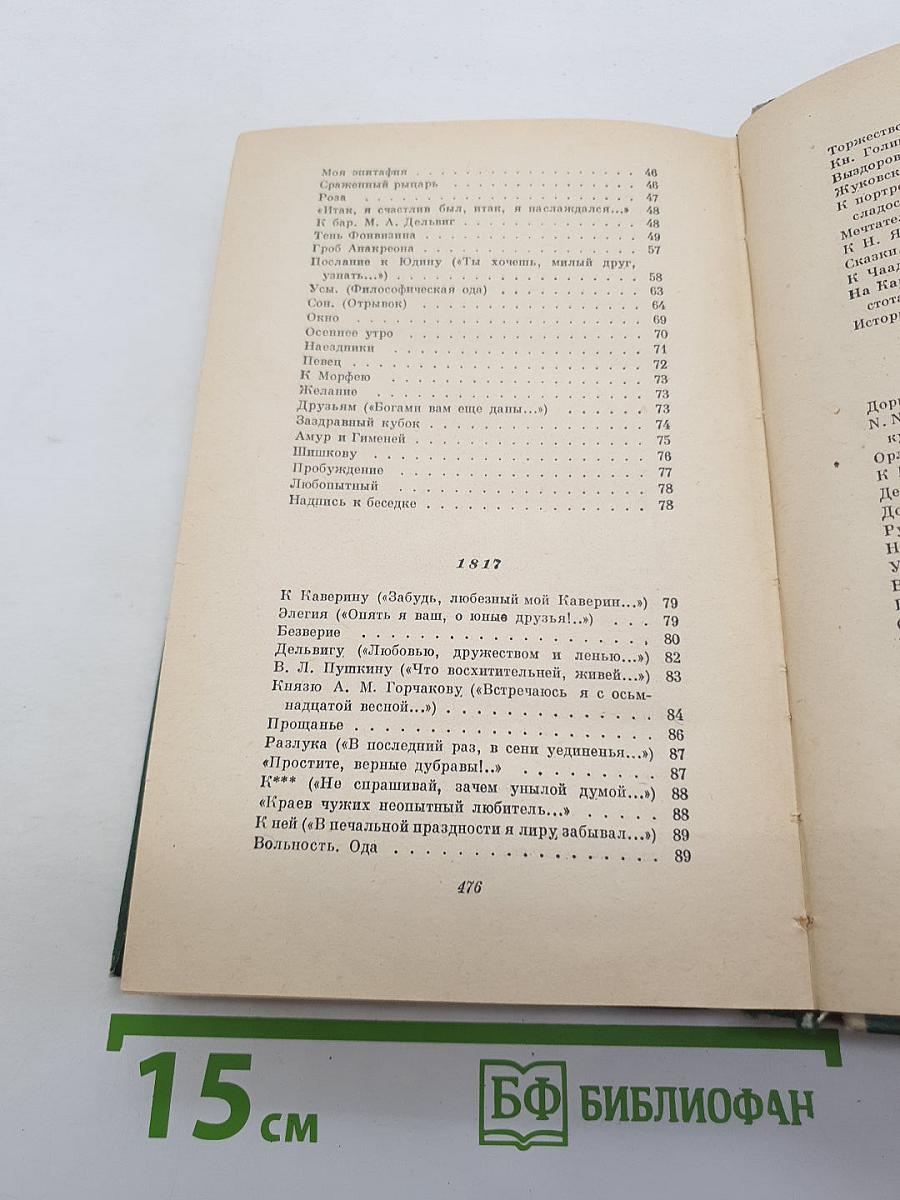 Моя эпитафия . . . . . . . . . . . . . . . . 46
Сраженный рыцарь . . . . . . . . . . . . . . 46
Роза . . . . . . . . . . . . . . . . . . . . 47
«Итак, я счастлив был, итак, я наслаждался...» 48
К бар. М. А. Дельвиг . . . . . . . . . . . . 48
Тень Фонвизина . . . . . . . . . . . . . . . 49
Гроб Анакреона . . . . . . . . . . . . . . . 57
Послание к Юдину («Ты хочешь, милый друг,
узнать...») . . . . . . . . . . . . . . . . 58
Усы. (Философическая ода) . . . . . . . . . . 63
Сон. (Отрывок) . . . . . . . . . . . . . . . 64
Окно . . . . . . . . . . . . . . . . . . . . 69
Осеннее утро . . . . . . . . . . . . . . . . 70
Наездники . . . . . . . . . . . . . . . . . 71
Певец . . . . . . . . . . . . . . . . . . . 72
К Морфею . . . . . . . . . . . . . . . . . . 73
Желание . . . . . . . . . . . . . . . . . . 73
Друзьям («Богами вам еще даны...») . . . . . . 73
Заздравный кубок . . . . . . . . . . . . . . 74
Амур и Гименей . . . . . . . . . . . . . . . 75
Шишкову . . . . . . . . . . . . . . . . . . 76
Пробуждение . . . . . . . . . . . . . . . . 77
Любопытный . . . . . . . . . . . . . . . . . 78
Надпись к беседке . . . . . . . . . . . . . . 78
1817
К Каверину («Забудь, любезный мой Каверин...») 79
Элегия («Опять я ваш, о юные друзья!..») . . . 79
Безверие . . . . . . . . . . . . . . . . . . 80
Дельвигу («Любовью, дружеством и ленью...») 82
В. Л. Пушкину («Что восхитительней, живей...») 83
Князю А. М. Горчакову («Встречаюсь я с осьм-
надцатой весной...») . . . . . . . . . . . . 84
Прощанье . . . . . . . . . . . . . . . . . . 86
Разлука («В последний раз, в сени уединенья...») 87
«Простите, верные дубравы!..» . . . . . . . . 87
К*** («Не спрашивай, зачем унылой думой...») 88
«Краев чужих неопытный любитель...» . . . . . 88
К ней («В печальной праздности я лиру забывал...») 89
Вольность. Ода . . . . . . . . . . . . . . . 89
476
Торжество
Кн. Голи
Выздоров
Жуковск
К портре
сладос
Мечтател
К Н. Я
Сказки.
К Чаад
На Ка
стота
Истори
Дори
N. N
ку
Орл
К
Де
До
Ру
Н
У
В
15 см
БФ БИБЛИОФАН